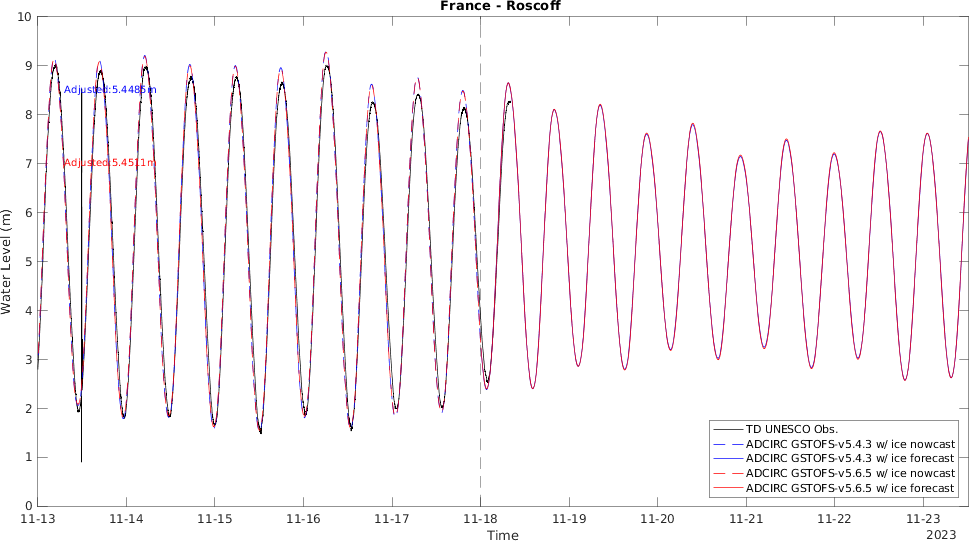 France - Roscoff
10
9
8
7
6
5
4
3
2
1
0
Water Level (m)
Adjusted:5.4485m
Adjusted:5.4511m
TD UNESCO Obs.
ADCIRC GSTOFS-v5.4.3 w/ ice nowcast
ADCIRC GSTOFS-v5.4.3 w/ ice forecast
ADCIRC GSTOFS-v5.6.5 w/ ice nowcast
ADCIRC GSTOFS-v5.6.5 w/ ice forecast
11-13 11-14 11-15 11-16 11-17 11-18 11-19 11-20 11-21 11-22 11-23
Time
2023